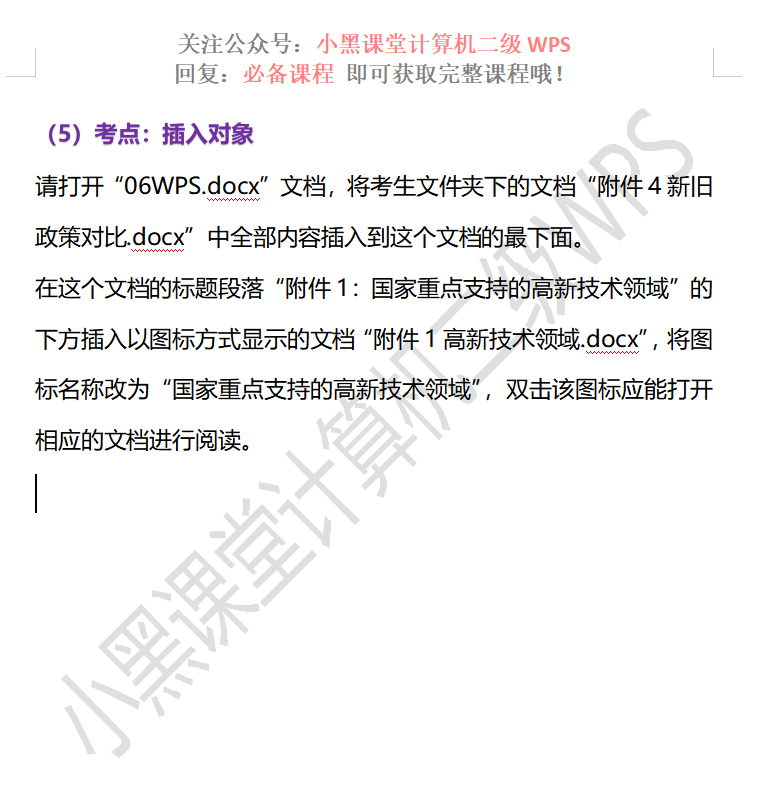 关注公众号：小黑课堂计算机二级 WPS
回复：必备课程 即可获取完整课程哦！
（5）考点：插入对象
请打开“06WPS.docx”文档，将考生文件夹下的文档“附件 4 新旧
政策对比.docx”中全部内容插入到这个文档的最下面。
在这个文档的标题段落“附件 1：国家重点支持的高新技术领域”的
下方插入以图标方式显示的文档“附件 1 高新技术领域.docx”，将图
标名称改为“国家重点支持的高新技术领域”，双击该图标应能打开
相应的文档进行阅读。
小黑课堂计算机二级WPS